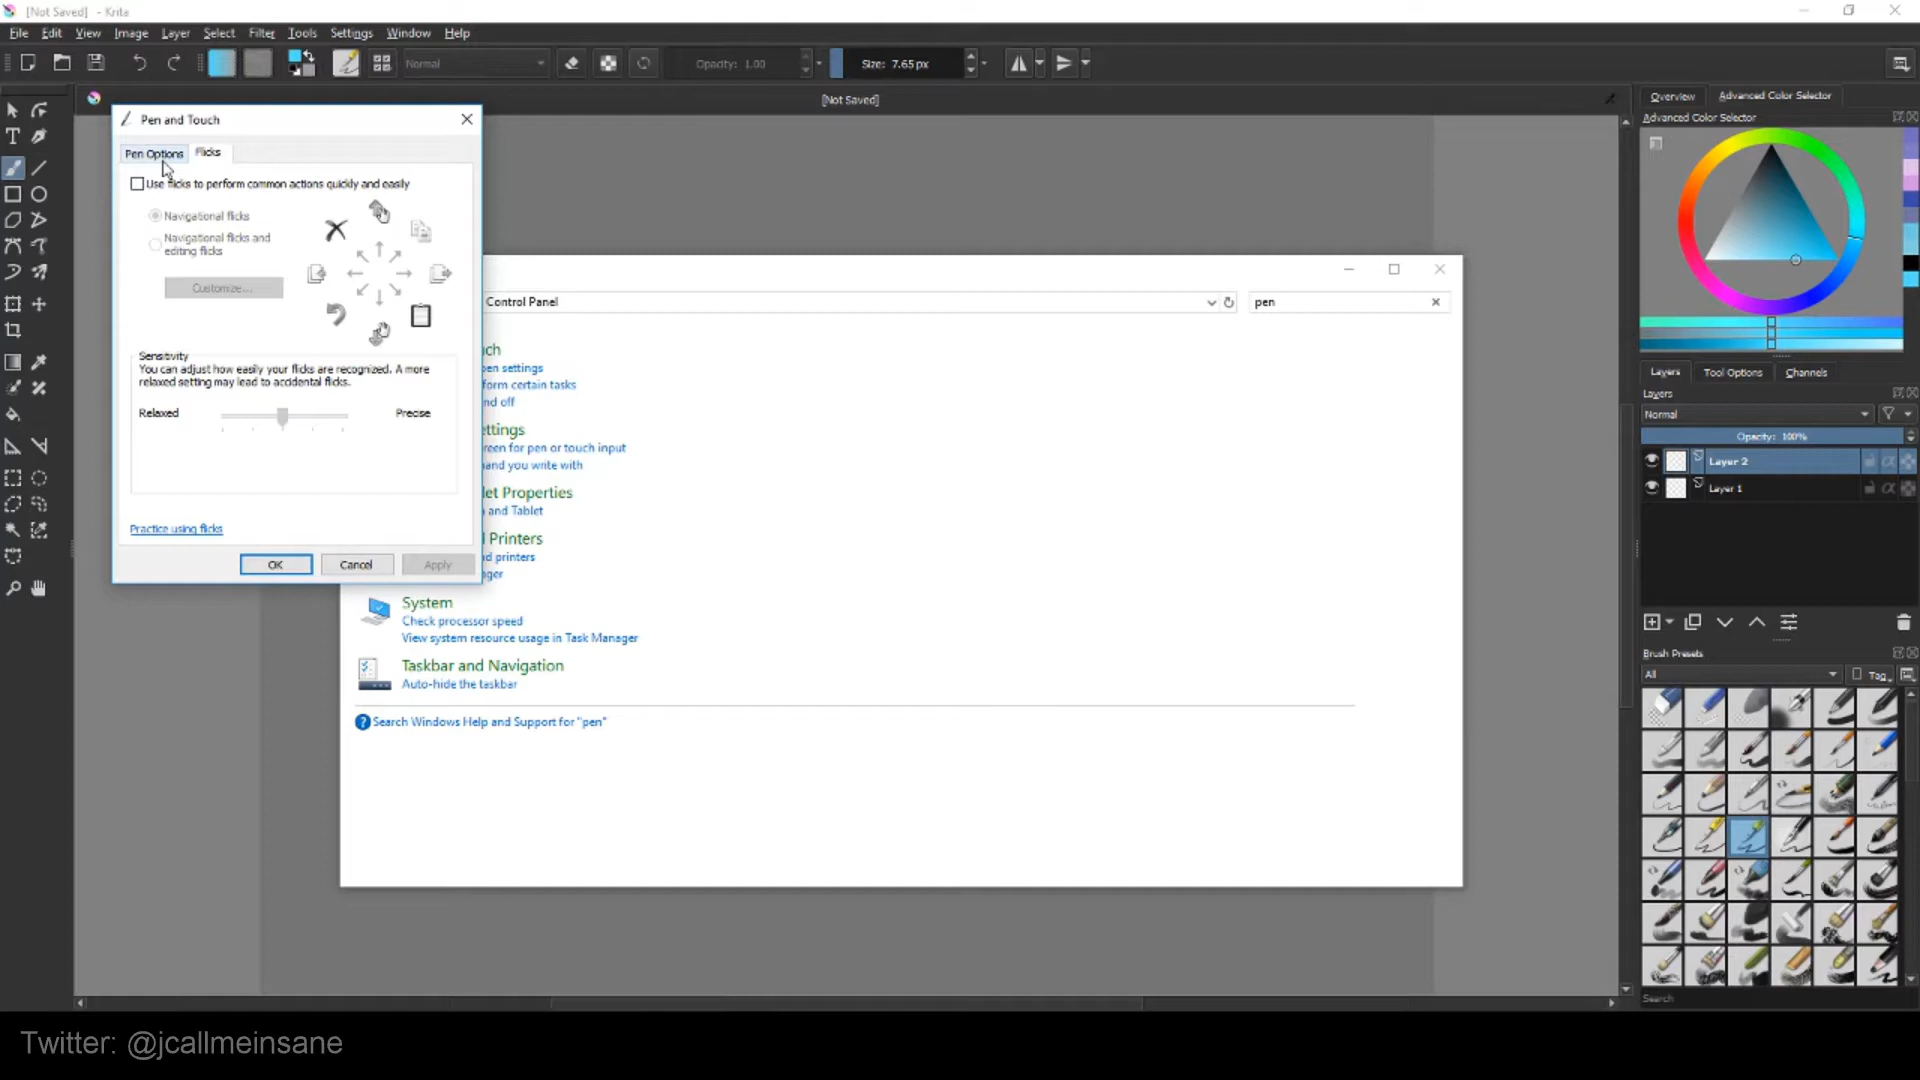 [Not Saved] - Krita
File Edit View Image Layer Select Filter Tools Settings Window Help
Normal
Opacity: 1.00
Size: 7.65 px
[Not Saved]
Overview Advanced Color Selector
Advanced Color Selector
Pen and Touch
Pen Options Flicks
Use flicks to perform common actions quickly and easily
Navigational flicks
Navigational flicks and
editing flicks
Customize...
Sensitivity
You can adjust how easily your flicks are recognized. A more
relaxed setting may lead to accidental flicks.
Relaxed Precise
Practice using flicks
OK Cancel Apply
Control Panel
pen
ch
pen settings
form certain tasks
nd off
ettings
reen for pen or touch input
and you write with
let Properties
and Tablet
Printers
nd printers
ger
System
Check processor speed
View system resource usage in Task Manager
Taskbar and Navigation
Auto-hide the taskbar
Search Windows Help and Support for "pen"
Layers Tool Options Channels
Layers
Normal
Opacity: 100%
Layer 2
Layer 1
Brush Presets
All
Tag
Search
Twitter: @jcallmeinsane